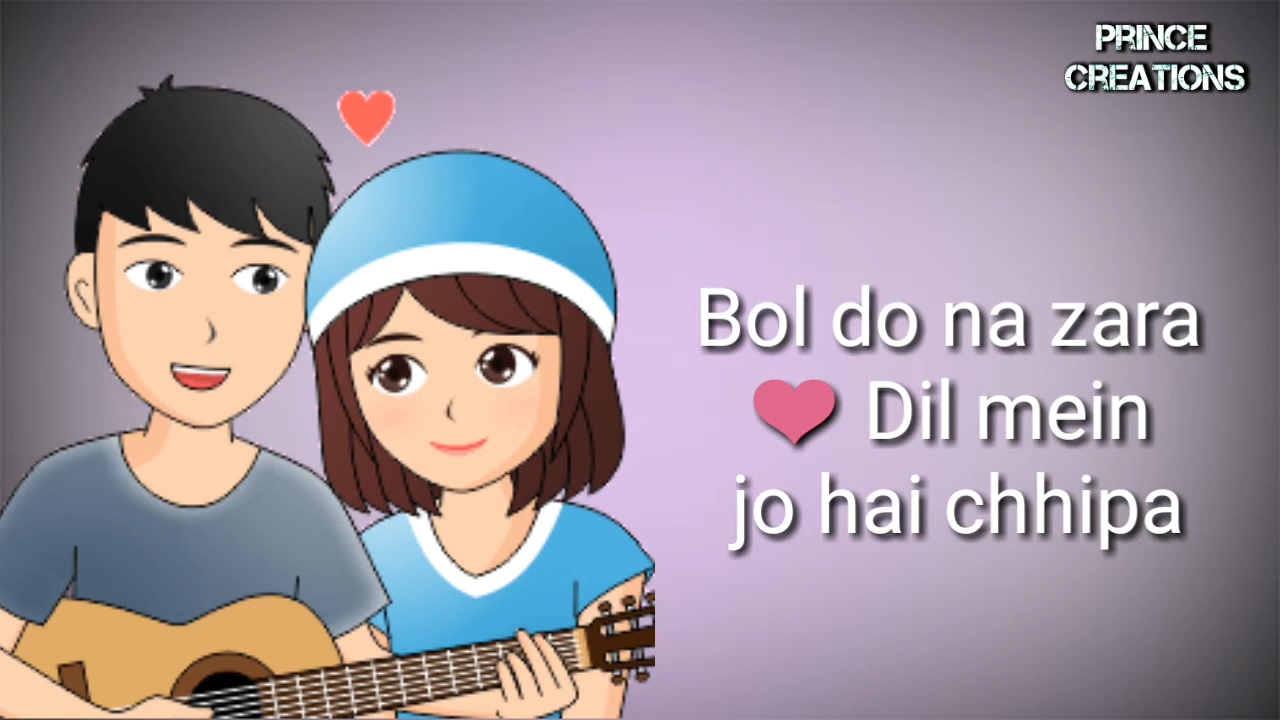 PRINCE
CREATIONS
Bol do na zara
❤ Dil mein
jo hai chhipa